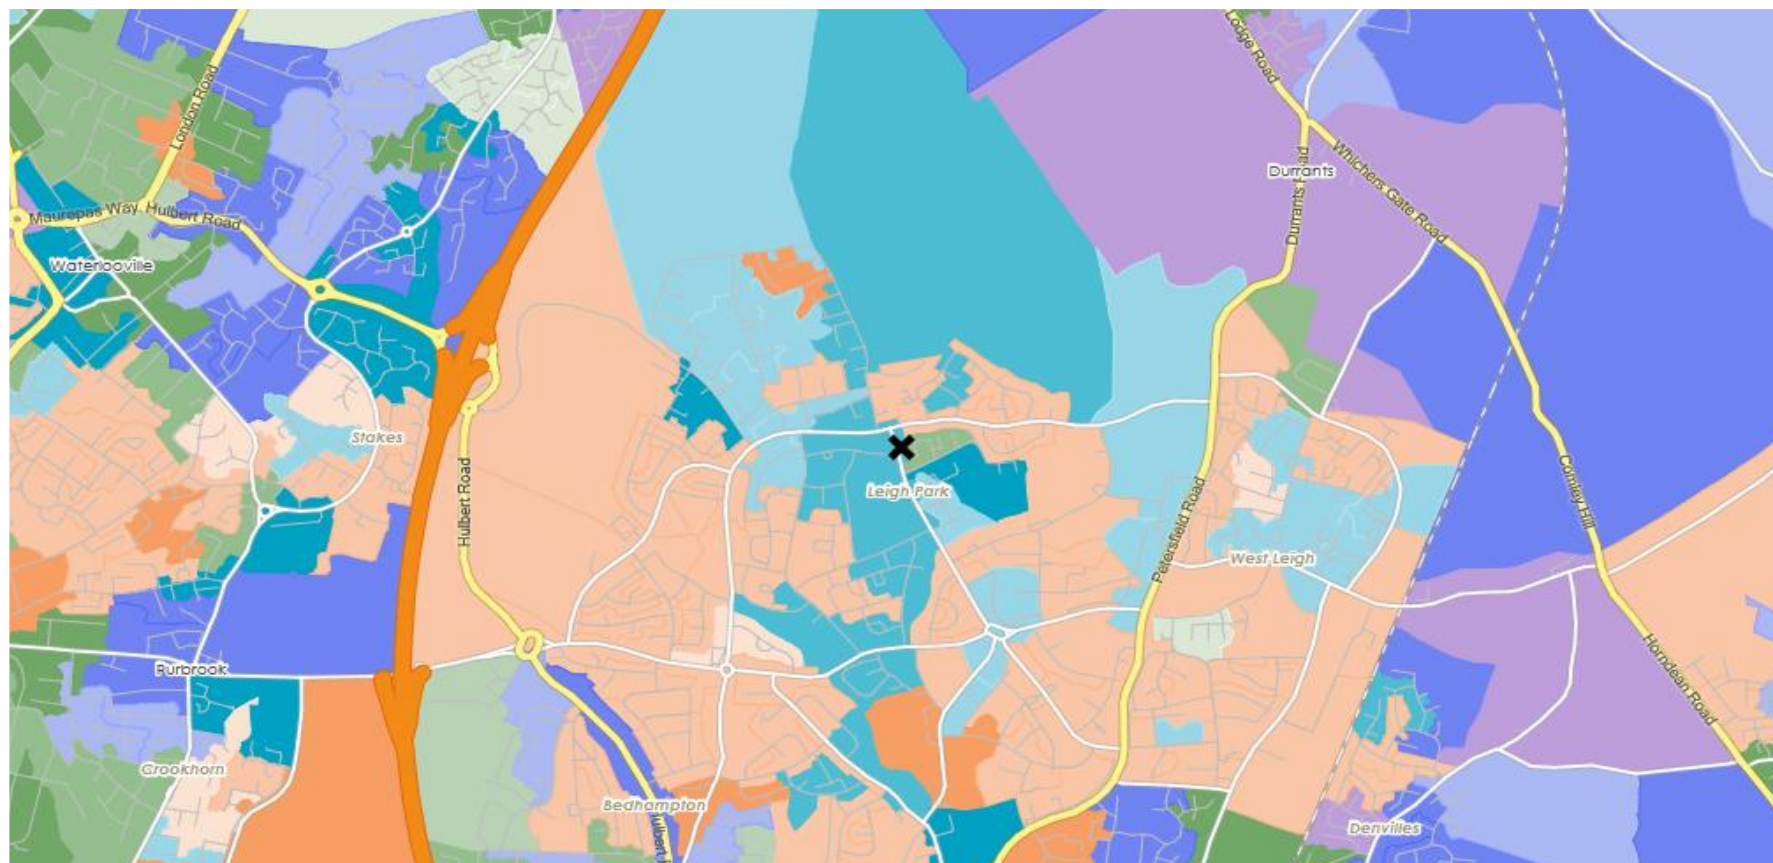 Lodge Road
London Road
Whichers Gate Road
Durrants
Durrants Road
Maurepas Way
Hulbert Road
Waterlooville
Stakes
Leigh Park
Hulbert Road
Petersfield Road
Comley Hill
West Leigh
Purbrook
Horndean Road
Crookhorn
Bedhampton
Denvilles